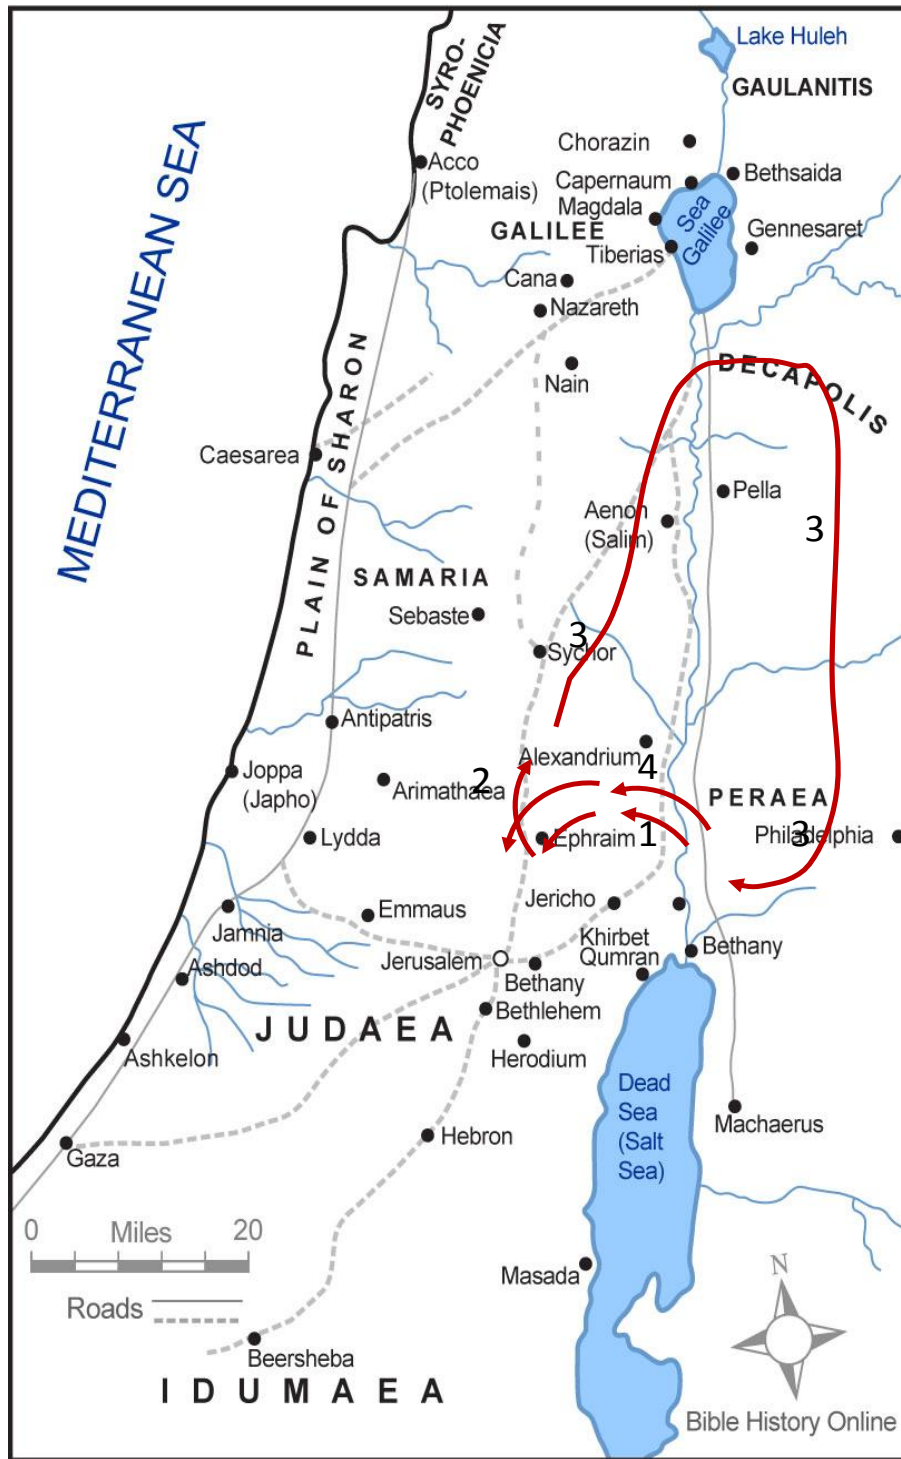 Lake Huleh
SYRO-
PHOENICIA
GAULANITIS
MEDITERRANEAN SEA
Chorazin
Acco
(Ptolemais)
Capernaum
Bethsaida
Magdala
Sea
Galilee
GALILEE
Tiberias
Gennesaret
Cana
Nazareth
DECAPOLIS
Nain
PLAIN OF SHARON
Caesarea
Pella
Aenon
(Salim)
3
SAMARIA
Sebaste
3
Sychor
Antipatris
Alexandrium
4
2
Joppa
(Japho)
Arimathaea
PERAEA
Lydda
Ephraim
1
Philadelphia
3
Jericho
Emmaus
Jamnia
Khirbet
Qumran
Bethany
Jerusalem
Bethany
Ashdod
Bethlehem
JUDAEA
Herodium
Ashkelon
Dead
Sea
(Salt
Sea)
Machaerus
Hebron
Gaza
0 Miles 20
N
Masada
Roads
Beersheba
IDUMAEA
Bible History Online